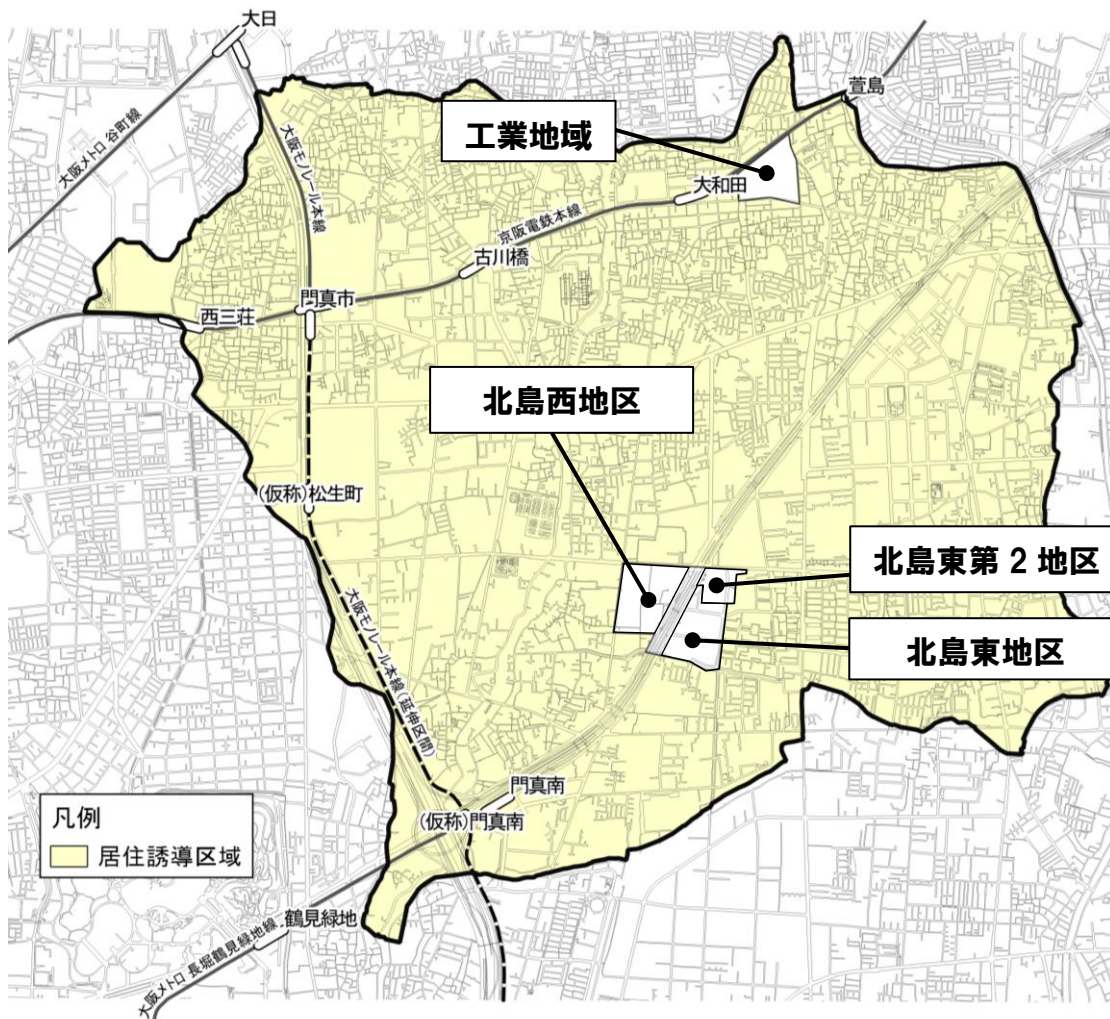 大日
萱島
大阪メトロ 谷町線
大阪モルール本線
工業地域
大和田
京阪電鉄本線
古川橋
門真市
西三荘
北島西地区
(仮称)松生町
北島東第2地区
大阪モノレール本線(延伸区間)
北島東地区
門真南
(仮称)門真南
凡例
居住誘導区域
鶴見緑地
大阪メトロ 長堀鶴見緑地線